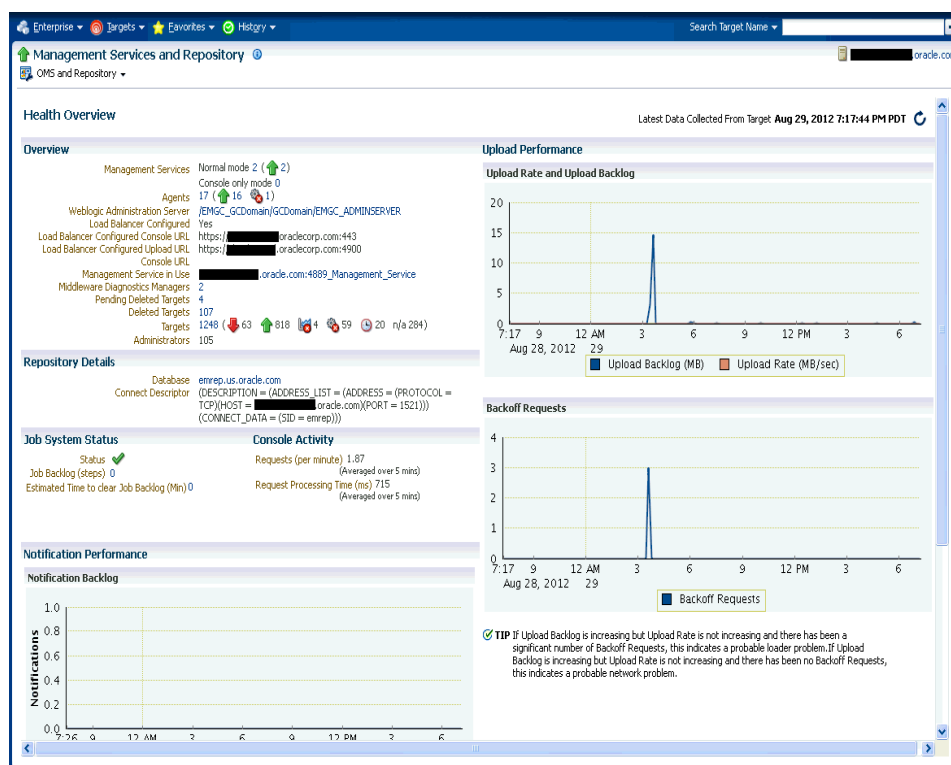 Enterprise Targets Favorites History Search Target Name
Management Services and Repository
.oracle.co
OMS and Repository
Health Overview
Latest Data Collected From Target Aug 29, 2012 7:17:44 PM PDT
Overview
Management Services Normal mode 2 ( 2)
Console only mode 0
Agents 17 ( 16 1)
Weblogic Administration Server /EMGC_GCDomain/GCDomain/EMGC_ADMINSERVER
Load Balancer Configured Yes
Load Balancer Configured Console URL https:/ oraclecorp.com:443
Load Balancer Configured Upload URL https:/ .oraclecorp.com:4900
Console URL
Management Service in Use .oracle.com:4889_Management_Service
Middleware Diagnostics Managers 2
Pending Deleted Targets 4
Deleted Targets 107
Targets 1248 ( 63 818 4 59 20 n/a 284)
Administrators 105
Repository Details
Database emrep.us.oracle.com
Connect Descriptor (DESCRIPTION = (ADDRESS_LIST = (ADDRESS = (PROTOCOL =
TCP)(HOST = .oracle.com)(PORT = 1521)))
(CONNECT_DATA = (SID = emrep)))
Job System Status
Status
Job Backlog (steps) 0
Estimated Time to clear Job Backlog (Min) 0
Console Activity
Requests (per minute) 1.87
(Averaged over 5 mins)
Request Processing Time (ms) 715
(Averaged over 5 mins)
Notification Performance
Notification Backlog
Notifications
1.0
0.8
0.6
0.4
0.2
0.0
7:26 9 12 AM 3 6 9 12 PM 3 6
Upload Performance
Upload Rate and Upload Backlog
20
15
10
5
0
7:17 9 12 AM 3 6 9 12 PM 3 6
Aug 28, 2012 29
Upload Backlog (MB) Upload Rate (MB/sec)
Backoff Requests
4
3
2
1
0
7:17 9 12 AM 3 6 9 12 PM 3 6
Aug 28, 2012 29
Backoff Requests
TIP If Upload Backlog is increasing but Upload Rate is not increasing and there has been a
significant number of Backoff Requests, this indicates a probable loader problem.If Upload
Backlog is increasing but Upload Rate is not increasing and there has been no Backoff Requests,
this indicates a probable network problem.